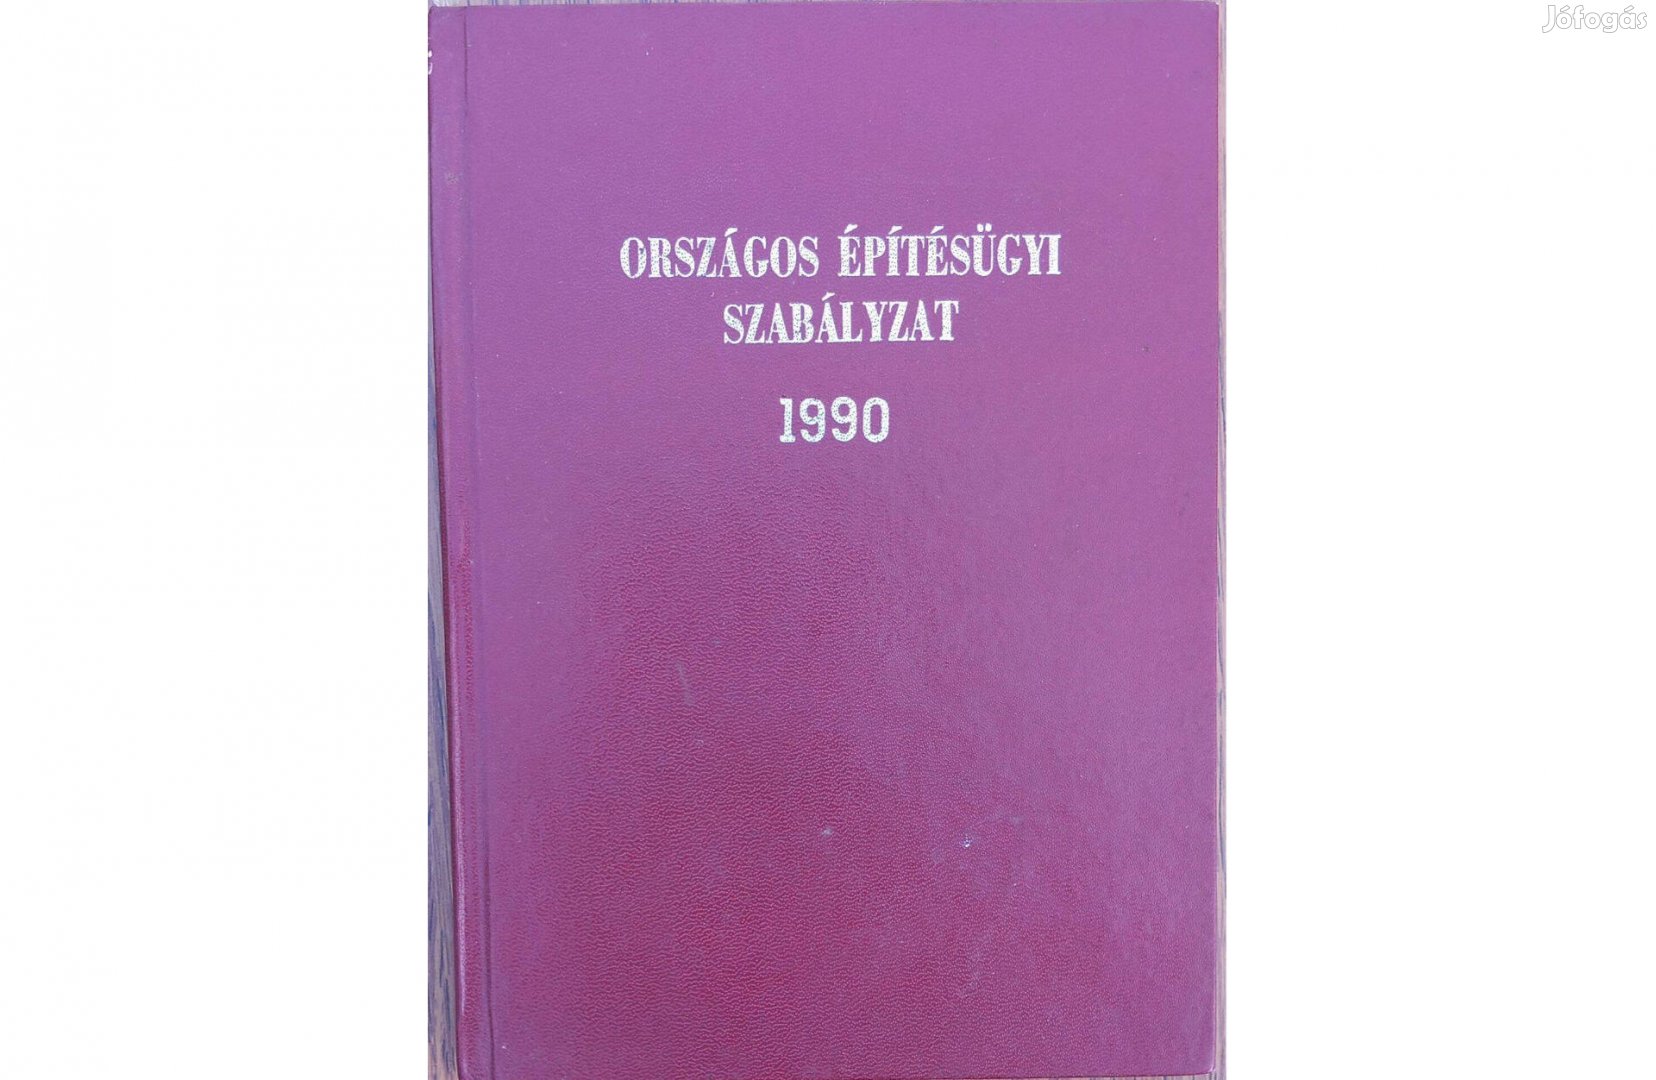 Jófogás
ORSZÁGOS ÉPÍTÉSÜGYI
SZABÁLYZAT
1990